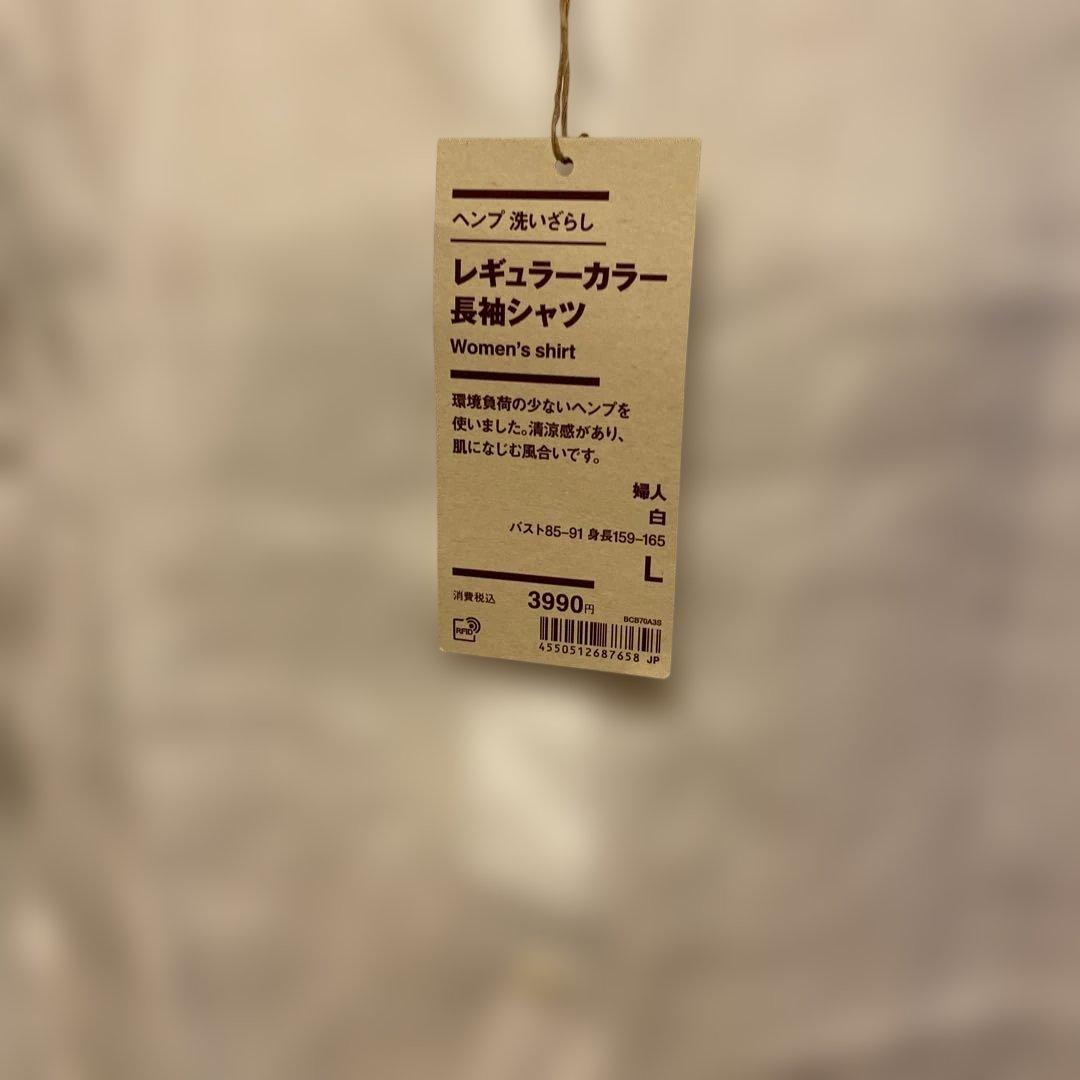 ヘンプ 洗いざらし
レギュラーカラー
長袖シャツ
Women's shirt
環境負荷の少ないヘンプを
使いました。清涼感があり、
肌になじむ風合いです。
婦人
白
バスト85–91 身長159–165
L
消費税込 3990円
BCB70A3S
RFID
4550512687658 JP